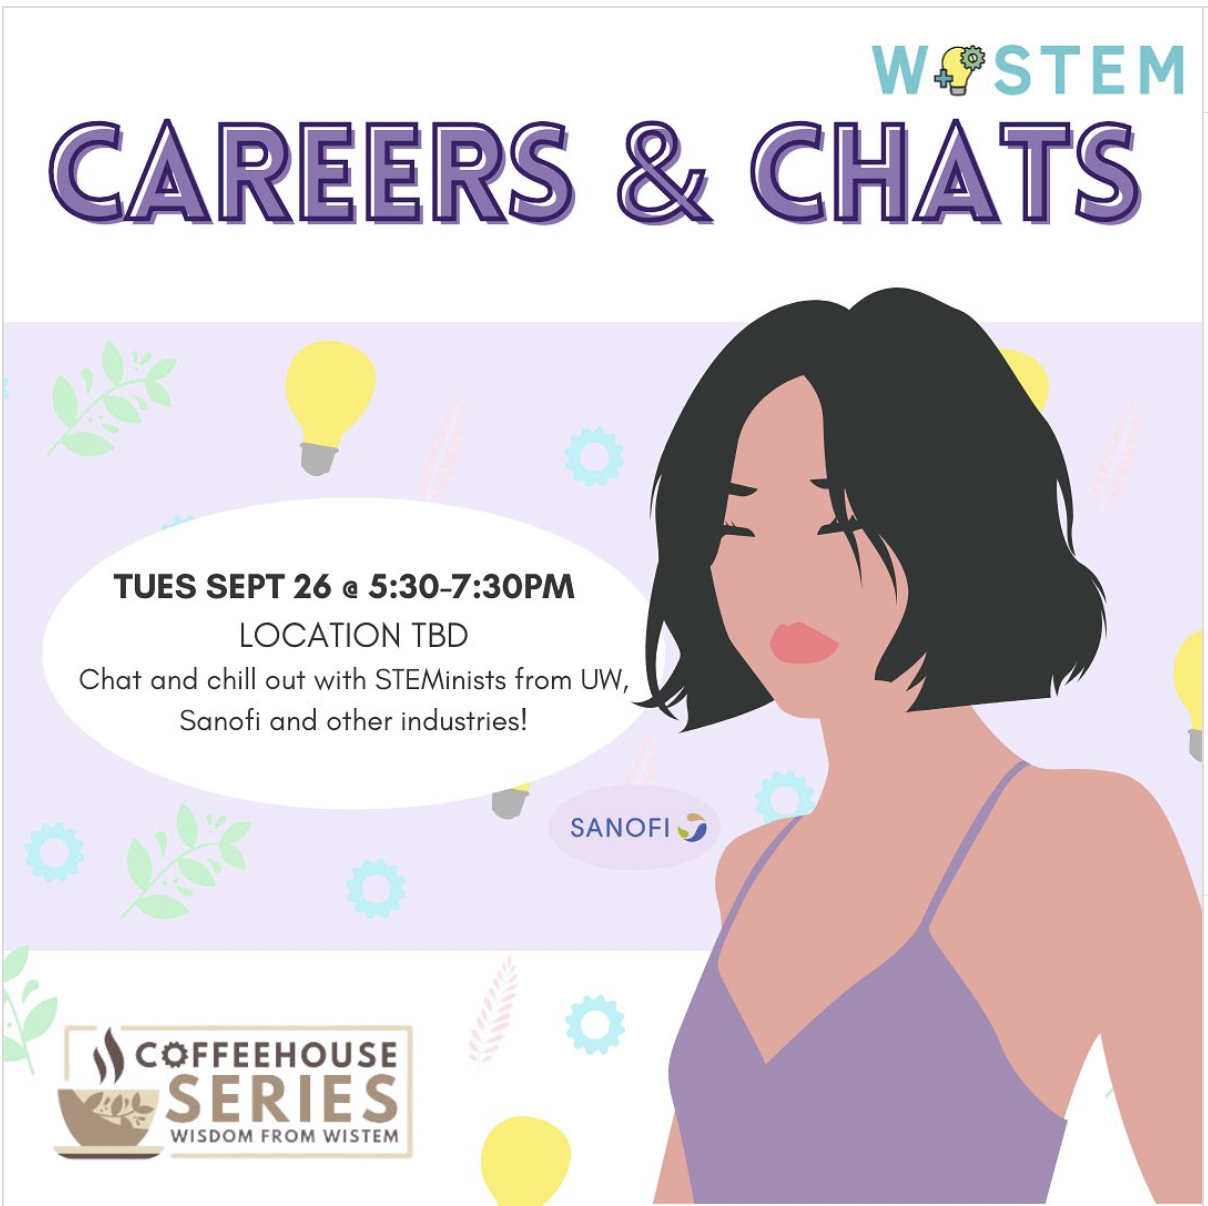 WiSTEM
CAREERS & CHATS
TUES SEPT 26 @ 5:30-7:30PM
LOCATION TBD
Chat and chill out with STEMinists from UW,
Sanofi and other industries!
SANOFI
COFFEEHOUSE
SERIES
WISDOM FROM WISTEM